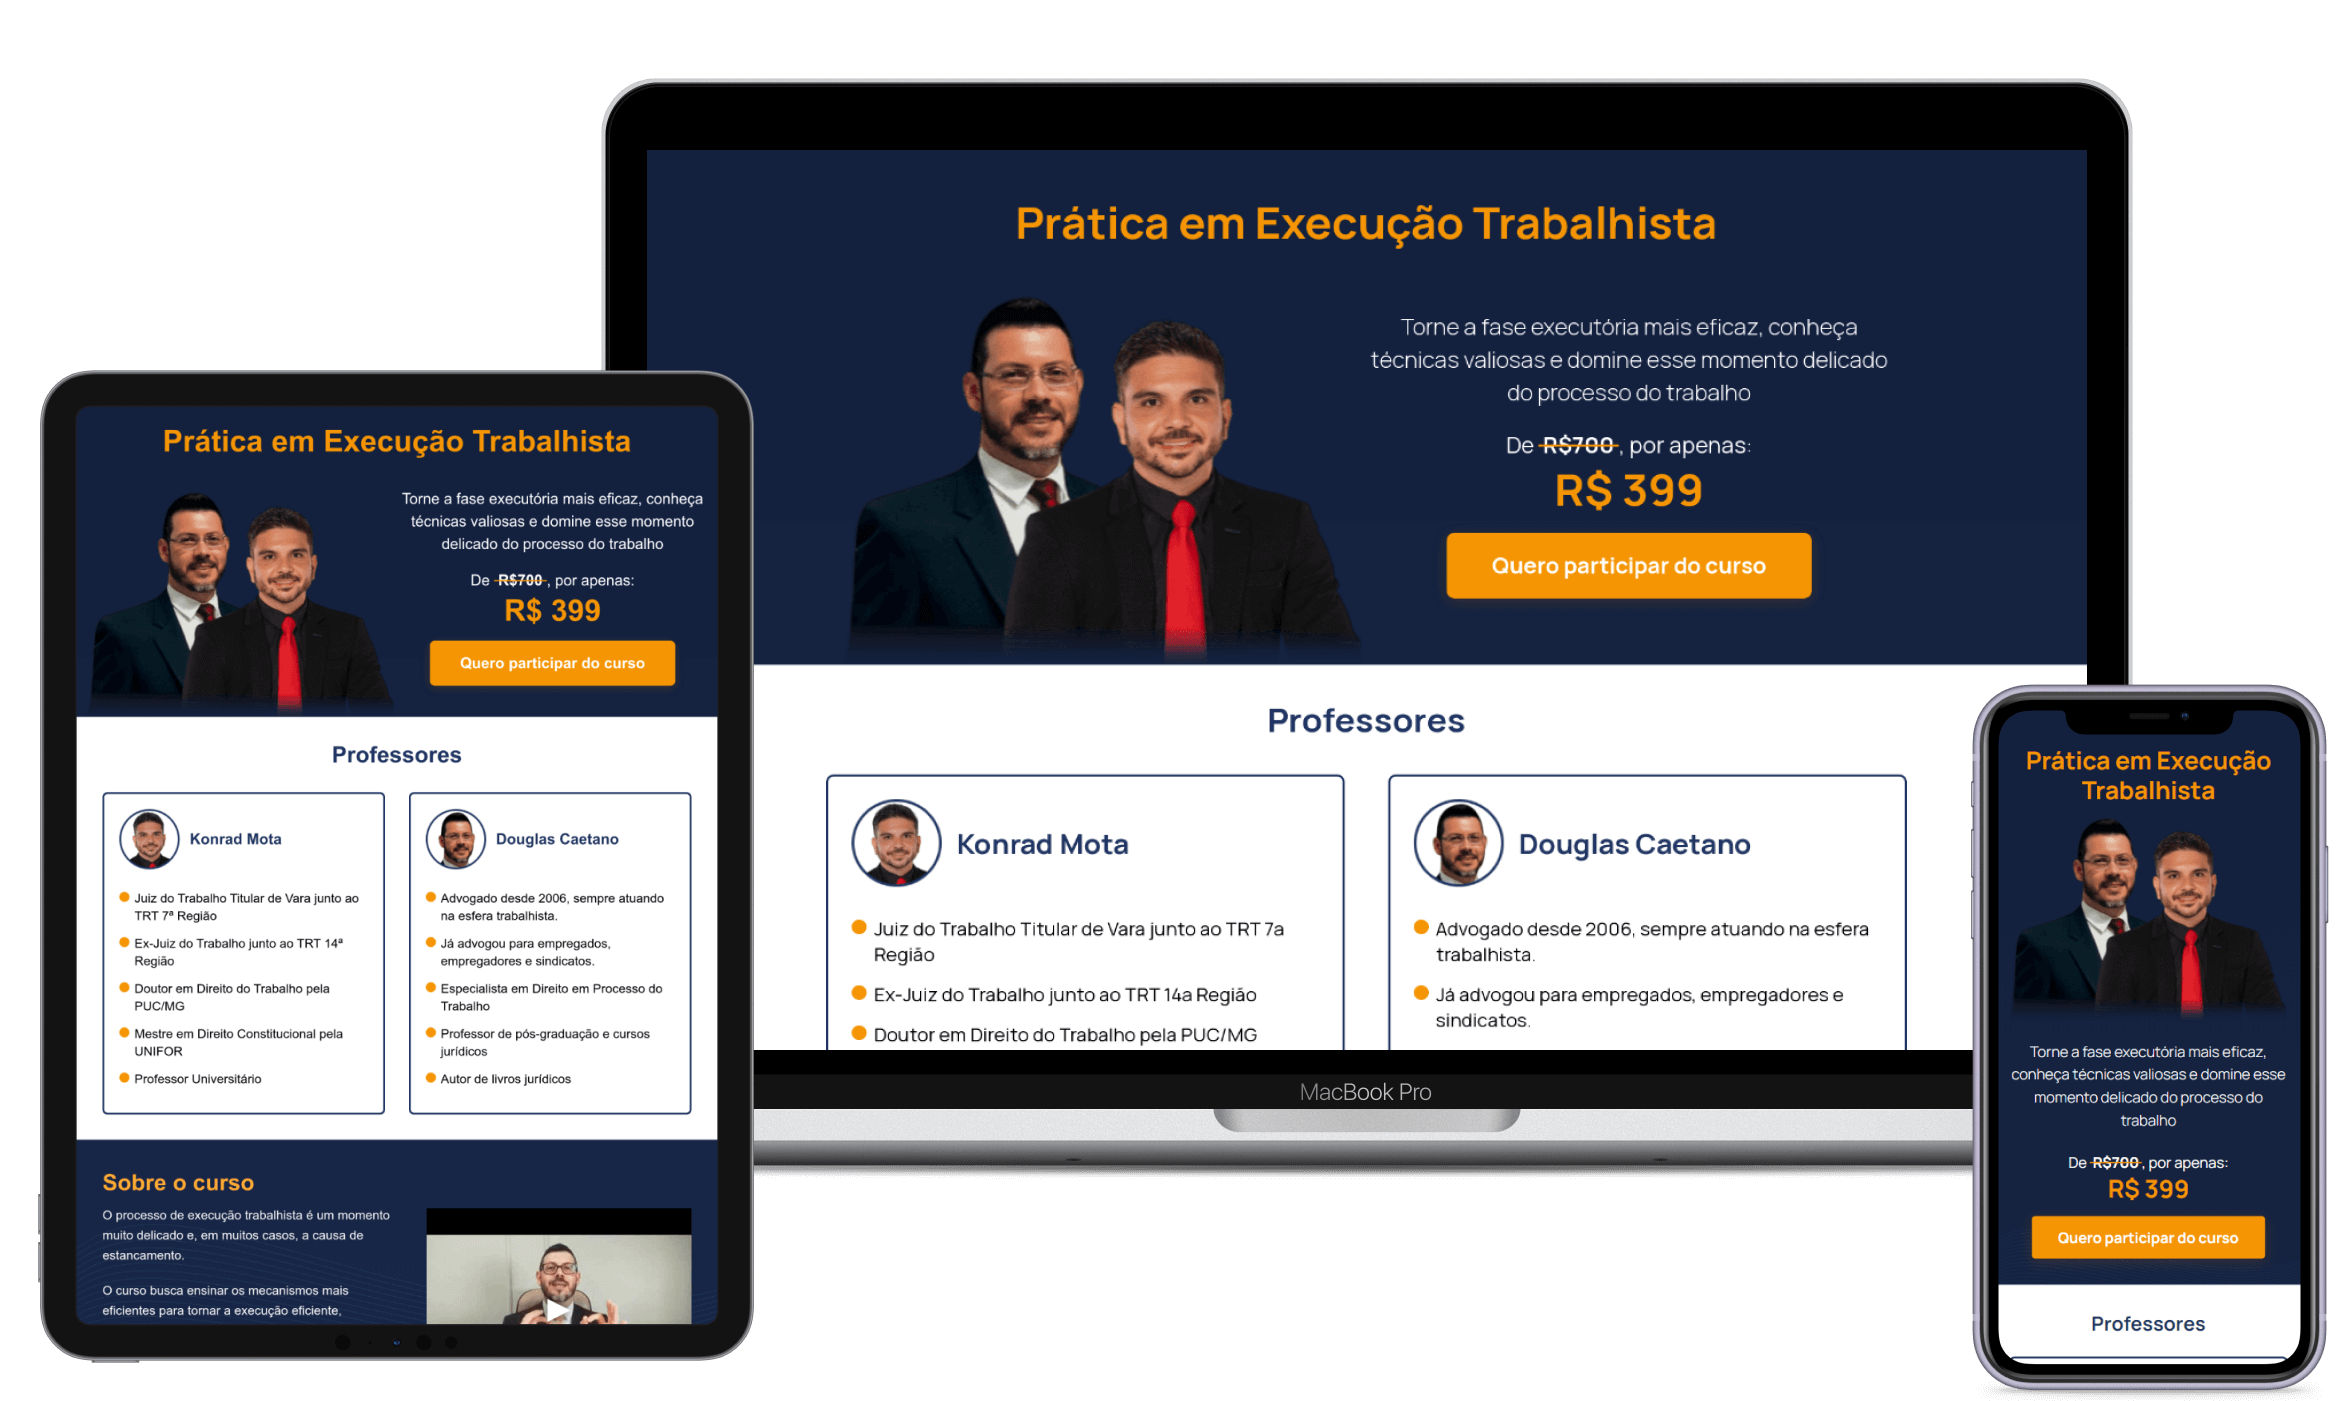 Prática em Execução Trabalhista
Torne a fase executória mais eficaz, conheça
técnicas valiosas e domine esse momento delicado
do processo do trabalho
De R$700, por apenas:
R$ 399
Quero participar do curso
Professores
Konrad Mota
Juiz do Trabalho Titular de Vara junto ao TRT 7a
Região
Ex-Juiz do Trabalho junto ao TRT 14a Região
Doutor em Direito do Trabalho pela PUC/MG
Douglas Caetano
Advogado desde 2006, sempre atuando na esfera
trabalhista.
Já advogou para empregados, empregadores e
sindicatos.
MacBook Pro
Prática em Execução Trabalhista
Torne a fase executória mais eficaz, conheça
técnicas valiosas e domine esse momento
delicado do processo do trabalho
De R$700, por apenas:
R$ 399
Quero participar do curso
Professores
Konrad Mota
Juiz do Trabalho Titular de Vara junto ao
TRT 7ª Região
Ex-Juiz do Trabalho junto ao TRT 14ª
Região
Doutor em Direito do Trabalho pela
PUC/MG
Mestre em Direito Constitucional pela
UNIFOR
Professor Universitário
Douglas Caetano
Advogado desde 2006, sempre atuando
na esfera trabalhista.
Já advogou para empregados,
empregadores e sindicatos.
Especialista em Direito em Processo do
Trabalho
Professor de pós-graduação e cursos
jurídicos
Autor de livros jurídicos
Sobre o curso
O processo de execução trabalhista é um momento
muito delicado e, em muitos casos, a causa de
estancamento.
O curso busca ensinar os mecanismos mais
eficientes para tornar a execução eficiente,
Prática em Execução
Trabalhista
Torne a fase executória mais eficaz,
conheça técnicas valiosas e domine esse
momento delicado do processo do
trabalho
De R$700, por apenas:
R$ 399
Quero participar do curso
Professores